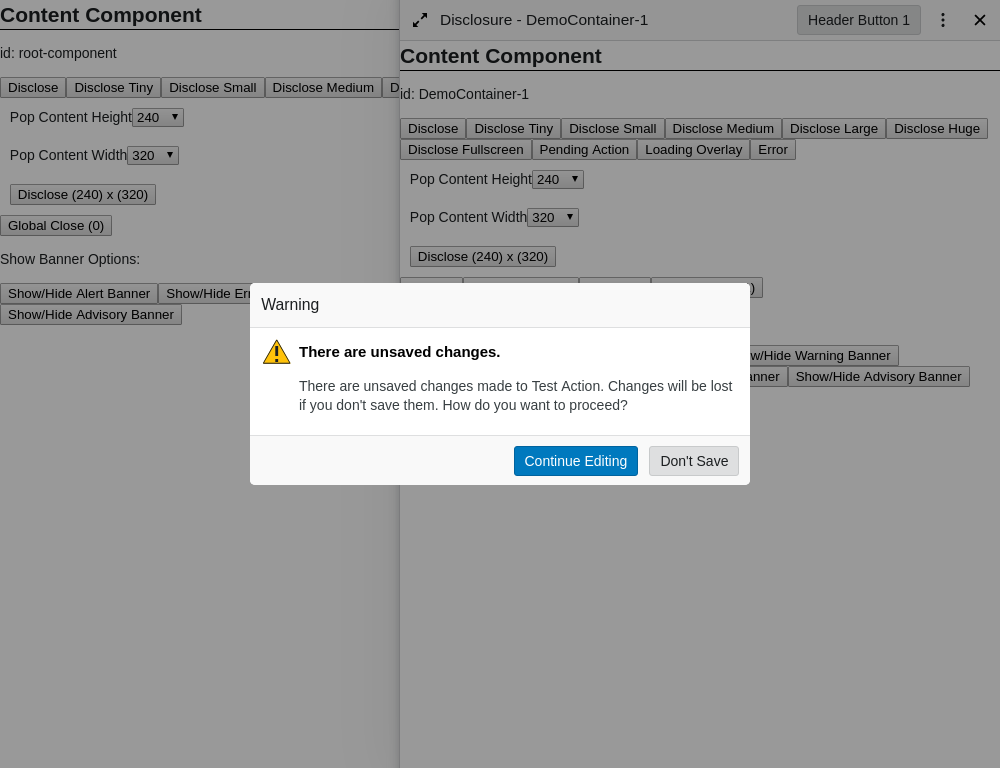 Content Component
id: root-component
Disclose Disclose Tiny Disclose Small Disclose Medium
Pop Content Height 240
Pop Content Width 320
Disclose (240) x (320)
Global Close (0)
Show Banner Options:
Show/Hide Alert Banner Show/Hide
Show/Hide Advisory Banner
Disclosure - DemoContainer-1 Header Button 1
Content Component
id: DemoContainer-1
Disclose Disclose Tiny Disclose Small Disclose Medium Disclose Large Disclose Huge
Disclose Fullscreen Pending Action Loading Overlay Error
Pop Content Height 240
Pop Content Width 320
Disclose (240) x (320)
w/Hide Warning Banner
anner Show/Hide Advisory Banner
Warning
There are unsaved changes.
There are unsaved changes made to Test Action. Changes will be lost
if you don't save them. How do you want to proceed?
Continue Editing Don't Save